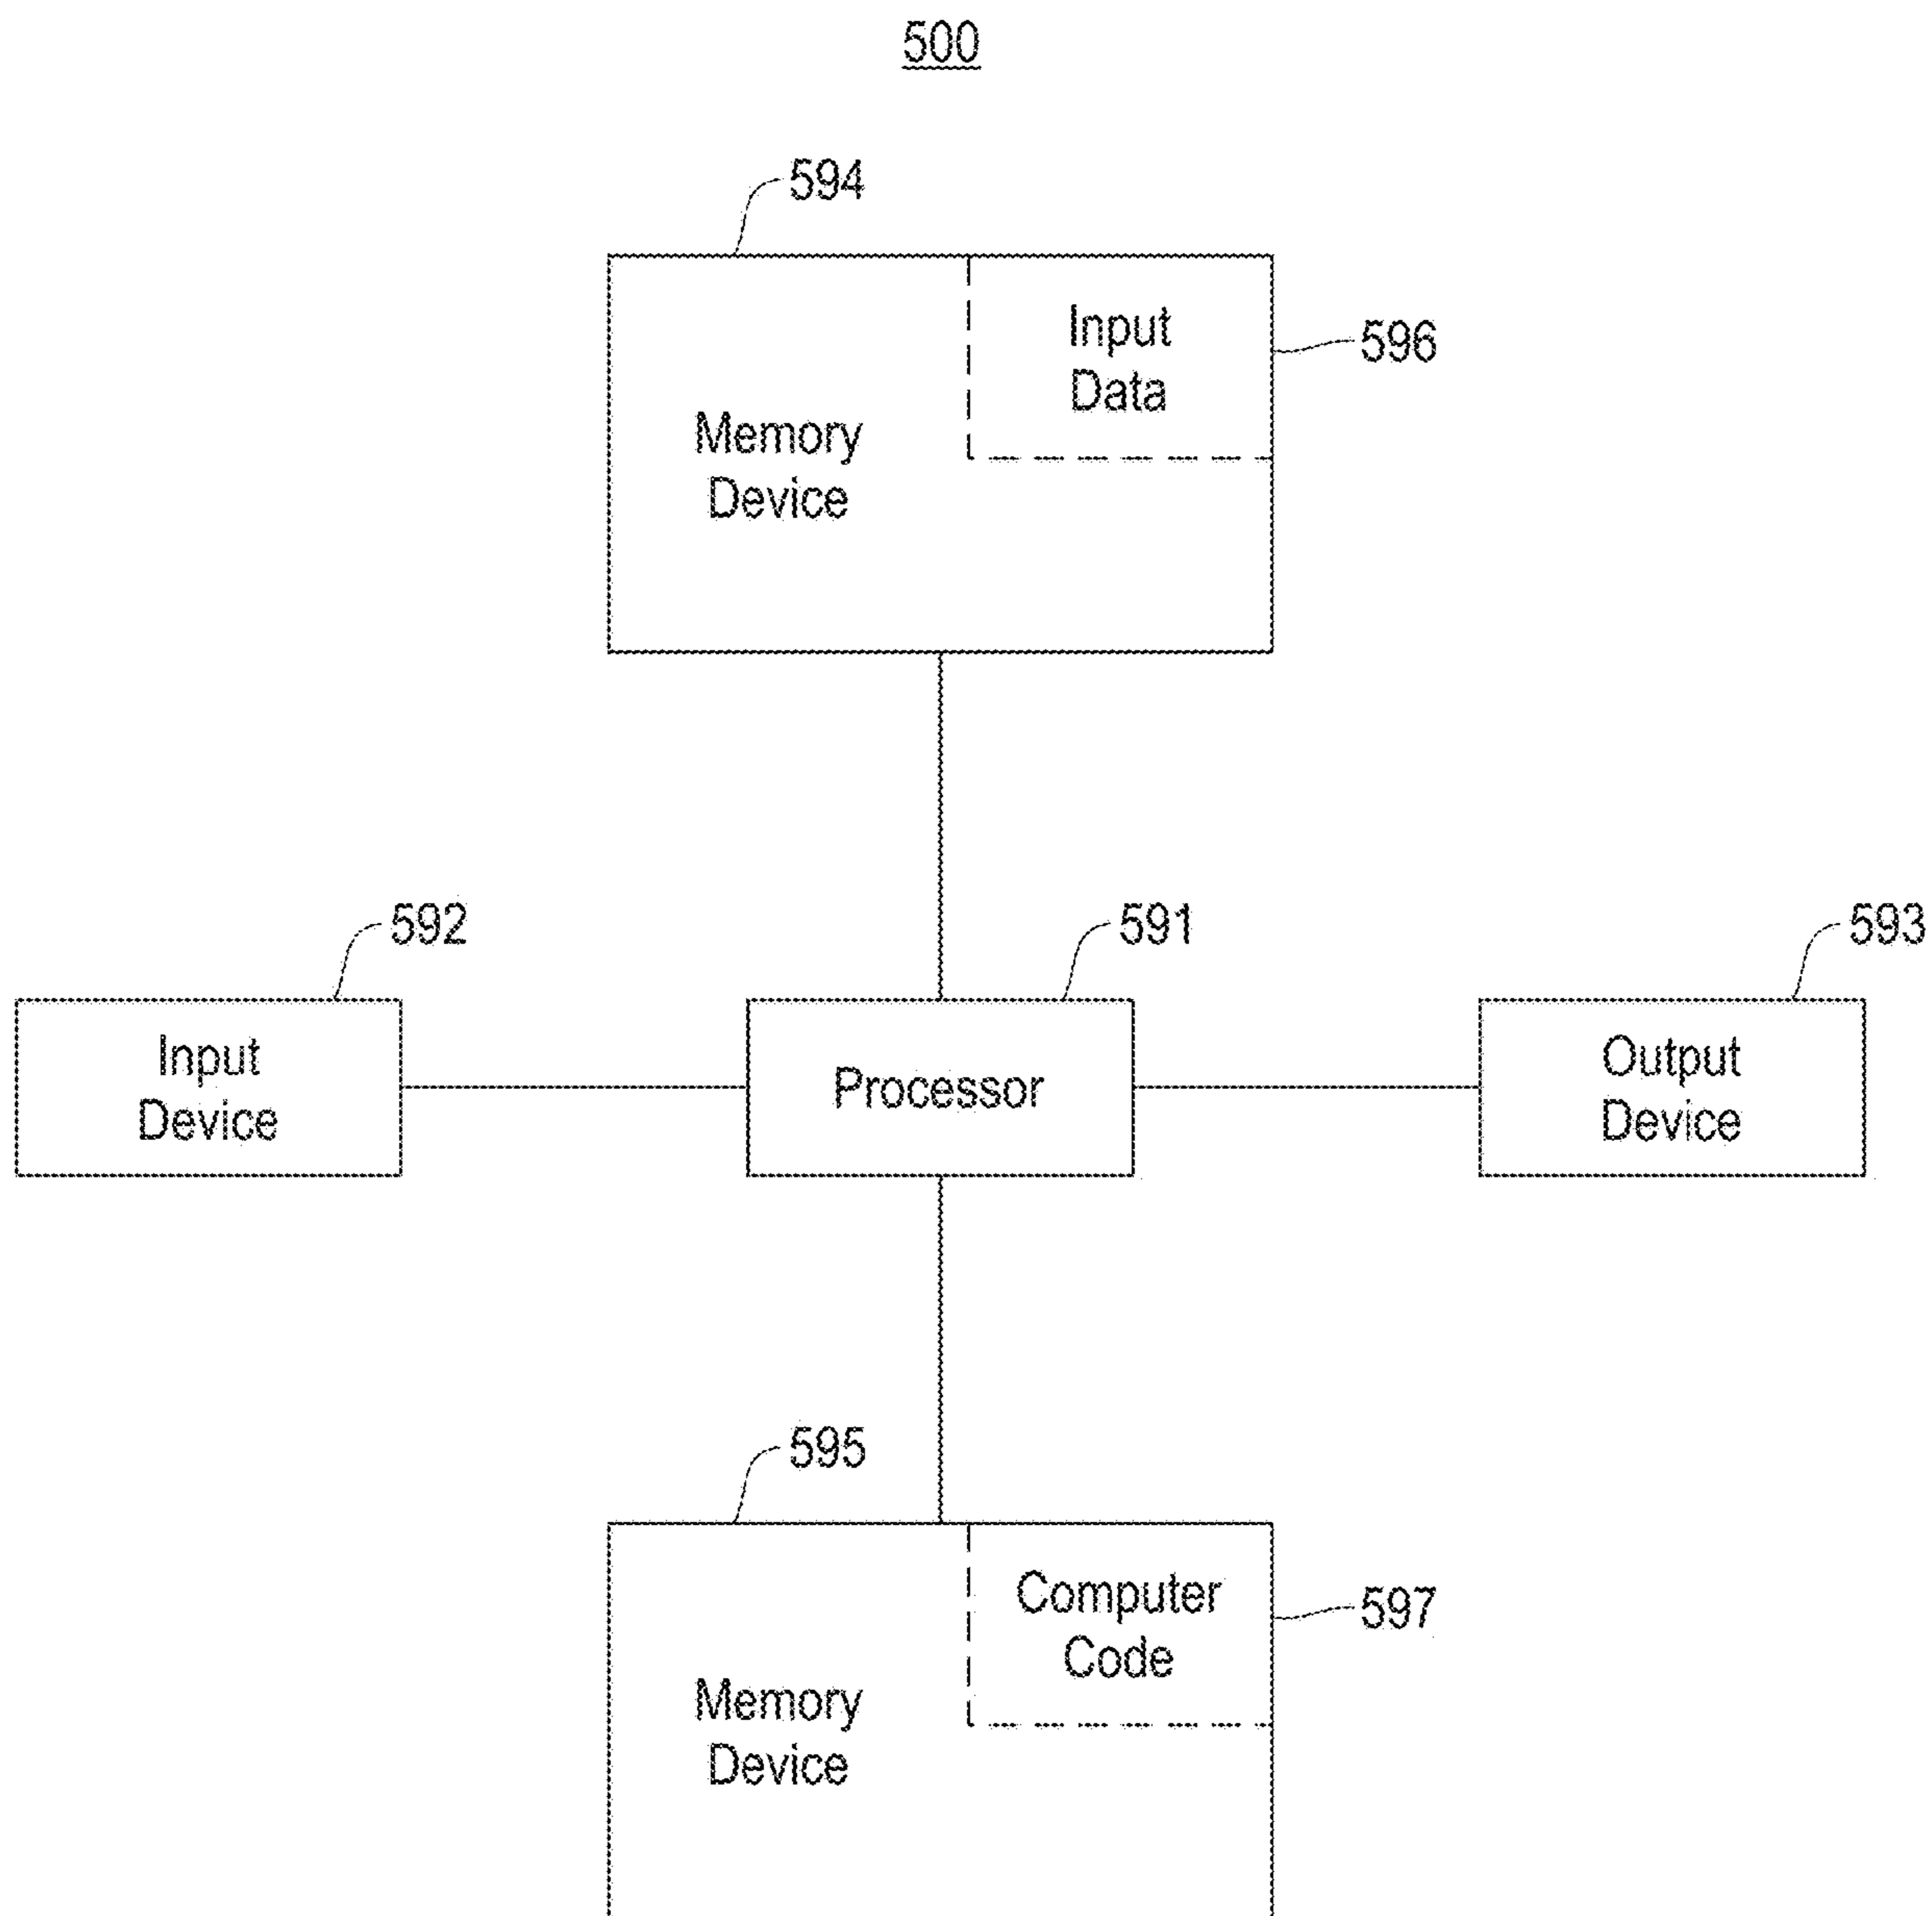 500
594
Input
Data
596
Memory
Device
592
591
593
Input
Device
Processor
Output
Device
595
Computer
Code
597
Memory
Device